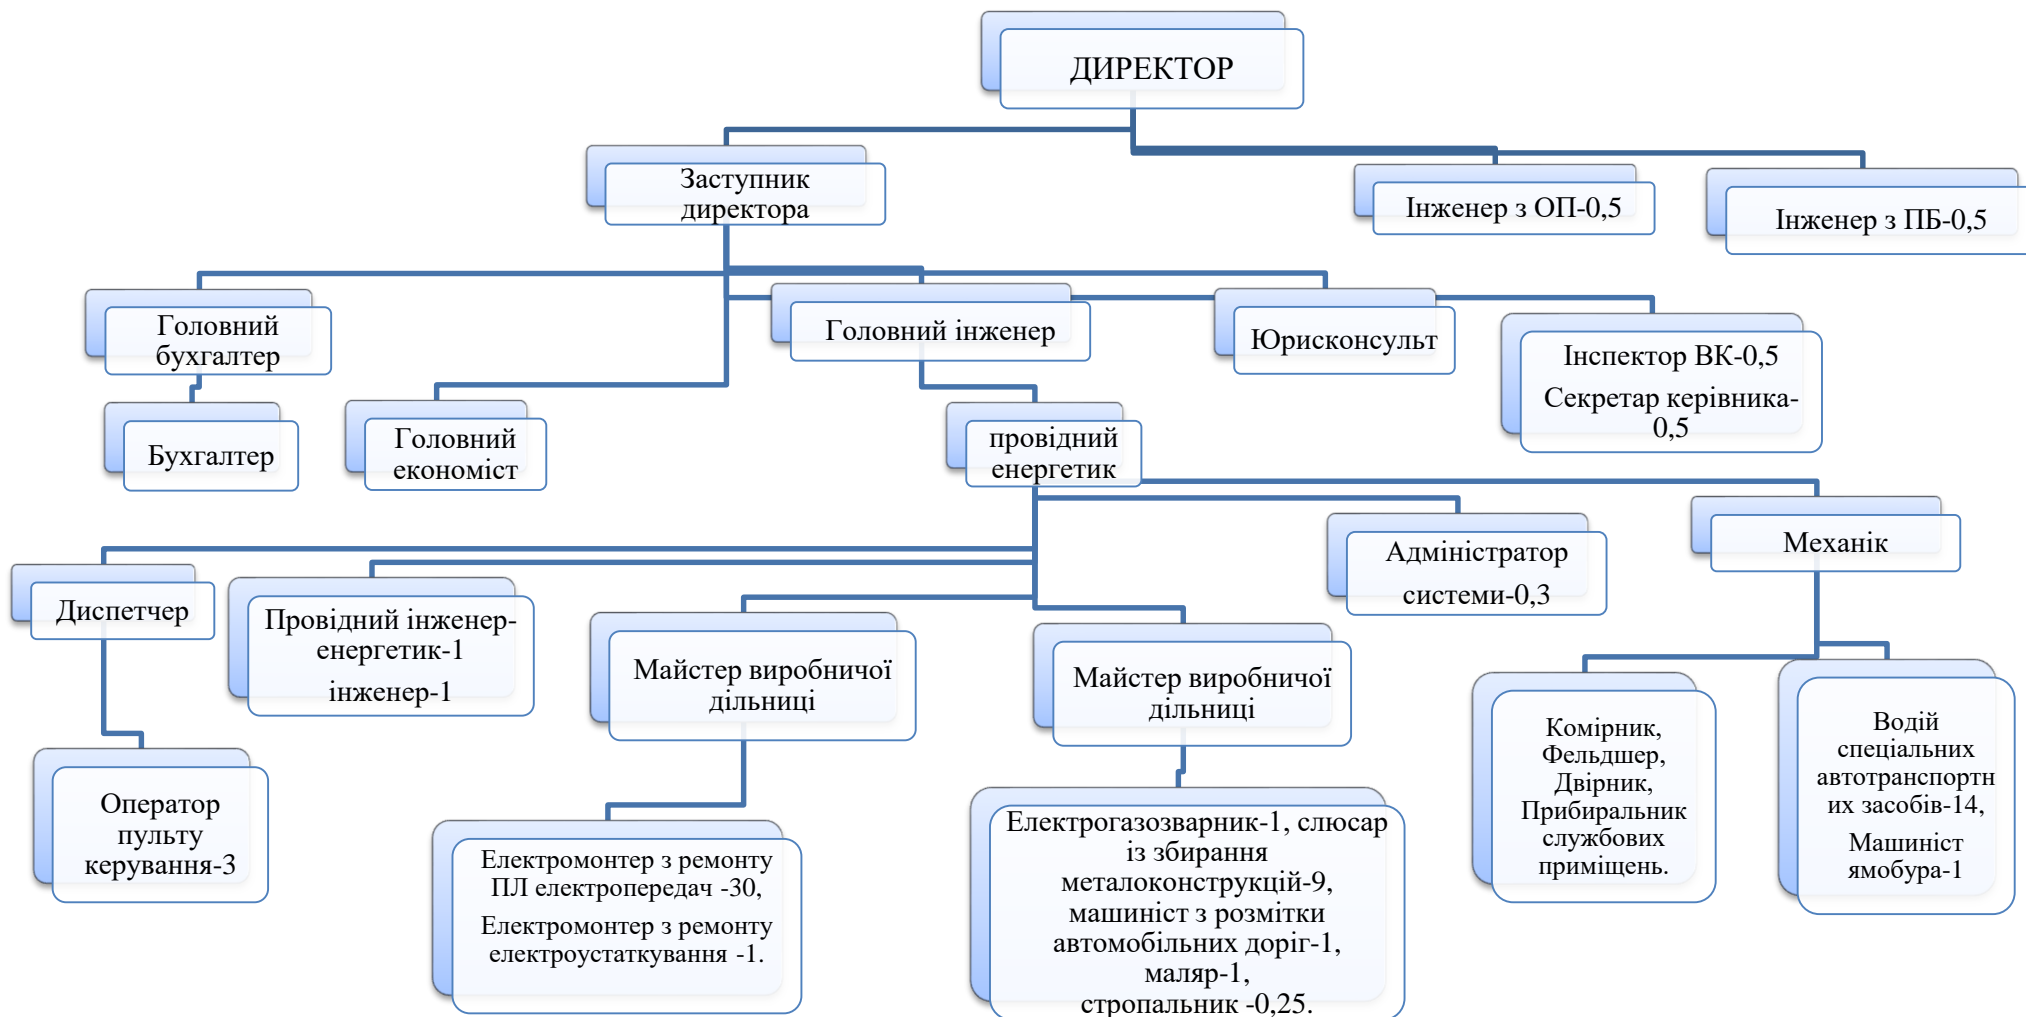 ДИРЕКТОР
Заступник
директора
Інженер з ОП-0,5
Інженер з ПБ-0,5
Головний
бухгалтер
Головний інженер
Юрисконсульт
Інспектор ВК-0,5
Секретар керівника-
0,5
Бухгалтер
Головний
економіст
провідний
енергетик
Адміністратор
системи-0,3
Механік
Диспетчер
Провідний інженер-
енергетик-1
інженер-1
Майстер виробничої
дільниці
Майстер виробничої
дільниці
Комірник,
Фельдшер,
Двірник,
Прибиральник
службових
приміщень.
Водій
спеціальних
автотранспортн
их засобів-14,
Машиніст
ямобура-1
Оператор
пульту
керування-3
Електромонтер з ремонту
ПЛ електропередач -30,
Електромонтер з ремонту
електроустаткування -1.
Електрогазозварник-1, слюсар
із збирання
металоконструкцій-9,
машиніст з розмітки
автомобільних доріг-1,
маляр-1,
стропальник -0,25.